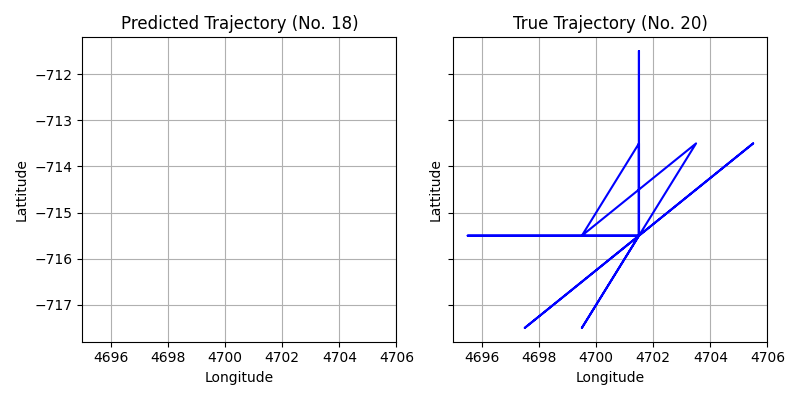 Predicted Trajectory (No. 18)
True Trajectory (No. 20)
−712
−713
−714
−715
−716
−717
Lattitude
Lattitude
4696 4698 4700 4702 4704 4706
4696 4698 4700 4702 4704 4706
Longitude
Longitude